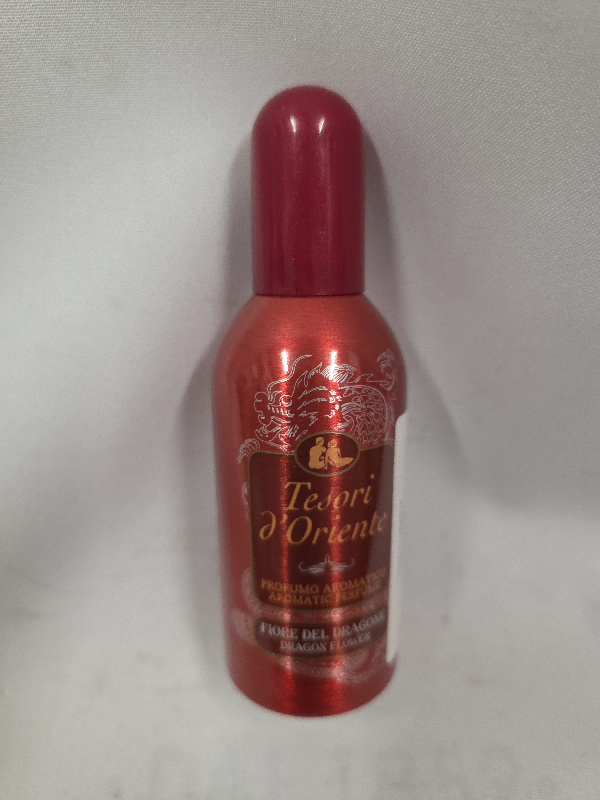 Tesori
d'Oriente
PROFUMO AROMATICO
AROMATIC PERFUME
FIORE DEL DRAGONE
DRAGON FLOWER